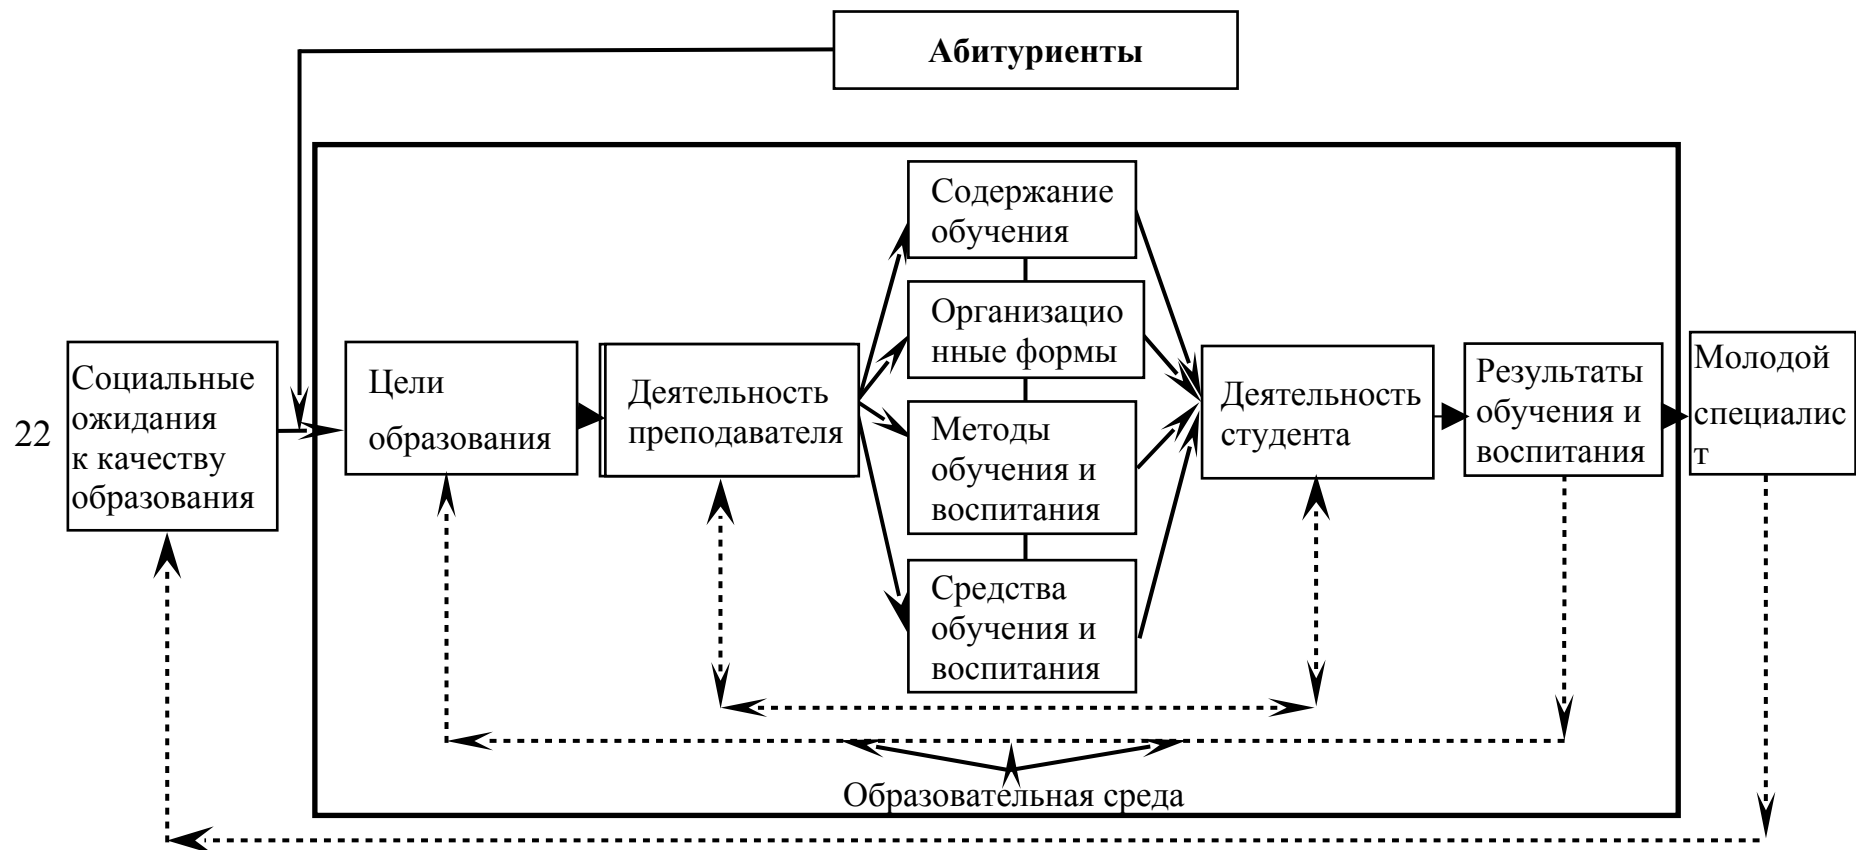 Абитуриенты
22
Социальные
ожидания
к качеству
образования
Цели
образования
Деятельность
преподавателя
Содержание
обучения
Организацио
нные формы
Методы
обучения и
воспитания
Средства
обучения и
воспитания
Деятельность
студента
Результаты
обучения и
воспитания
Молодой
специалис
т
Образовательная среда